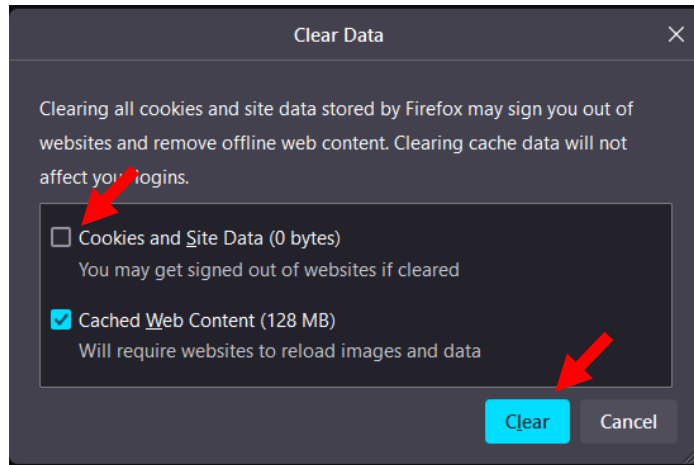 Clear Data
Clearing all cookies and site data stored by Firefox may sign you out of
websites and remove offline web content. Clearing cache data will not
affect your logins.
Cookies and Site Data (0 bytes)
You may get signed out of websites if cleared
Cached Web Content (128 MB)
Will require websites to reload images and data
Clear Cancel